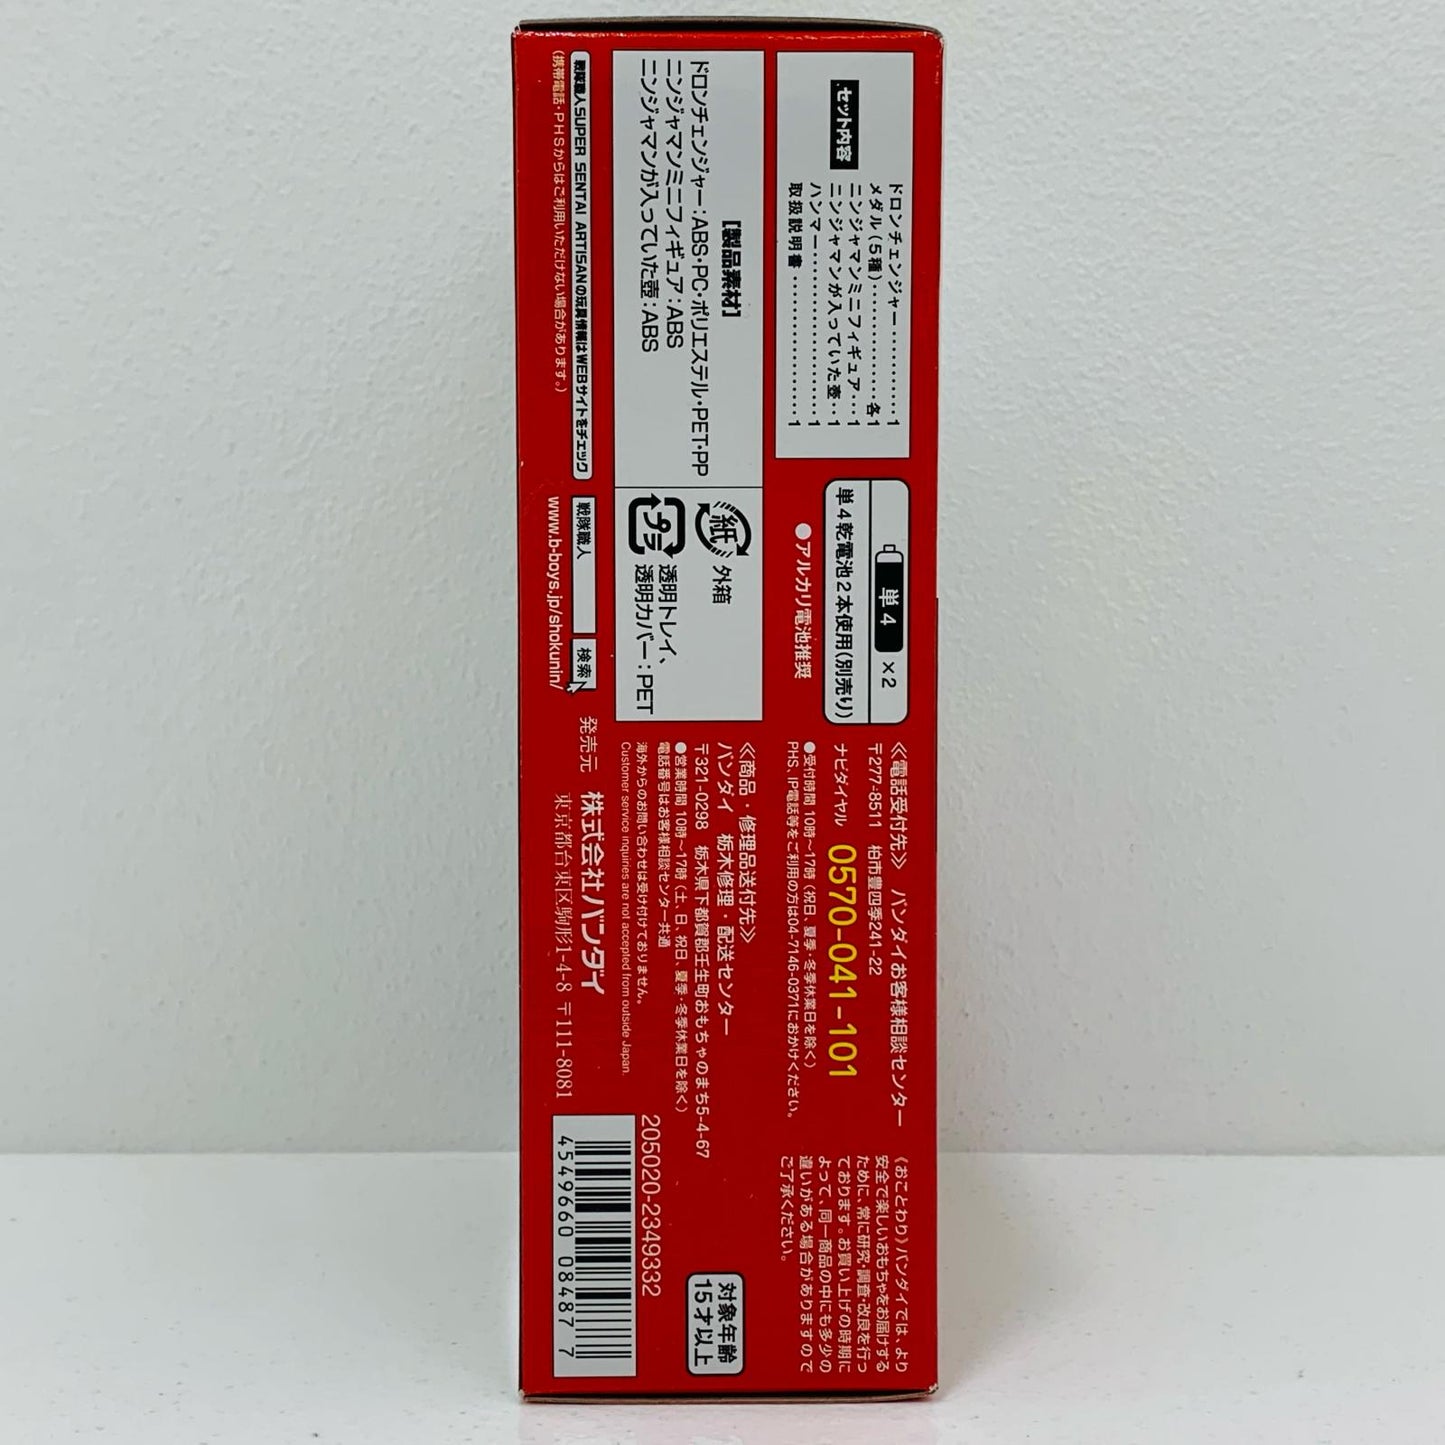 セット内容
ドロンチェンジャー‥‥‥‥‥1
メダル(5種)‥‥‥‥‥各1
ニンジャマンミニフィギュア‥‥1
ニンジャマンが入っていた壺‥1
ハンマー‥‥‥‥‥‥‥‥1
取扱説明書‥‥‥‥‥‥‥1
【製品素材】
ドロンチェンジャー:ABS・PC・ポリエステル・PET・PP
ニンジャマンミニフィギュア:ABS
ニンジャマンが入っていた壺:ABS
戦隊職人SUPER SENTAI ARTISANの玩具情報はWEBサイトをチェック
(携帯電話・PHSからはご利用いただけない場合があります。)
単4 ×2
単4乾電池2本使用(別売り)
●アルカリ電池推奨
紙 外箱
プラ 透明トレイ、
透明カバー:PET
戦隊職人 検索
www.b-boys.jp/shokunin/
《電話受付先》 バンダイお客様相談センター
〒277-8511 柏市豊四季241-22
ナビダイヤル 0570-041-101
●受付時間 10時〜17時(祝日、夏季・冬季休業日を除く)
PHS、IP電話等をご利用の方は04-7146-0371におかけください。
《商品・修理品送付先》
バンダイ 栃木修理・配送センター
〒321-0298 栃木県下都賀郡壬生町おもちゃのまち5-4-67
●営業時間 10時〜17時(土、日、祝日、夏季・冬季休業日を除く)
電話番号はお客様相談センター共通
海外からのお問い合わせは受け付けておりません。
Customer service inquiries are not accepted from outside Japan.
発売元 株式会社バンダイ
東京都台東区駒形1-4-8 〒111-8081
(おことわり)バンダイでは、より
安全で楽しいおもちゃをお届けする
ために、常に研究・調査・改良を行っ
ております。お買い上げの時期に
よって、同一商品の中にも多少の
違いがある場合がありますので
ご了承ください。
対象年齢
15才以上
205020-2349332
4549660 08487 7